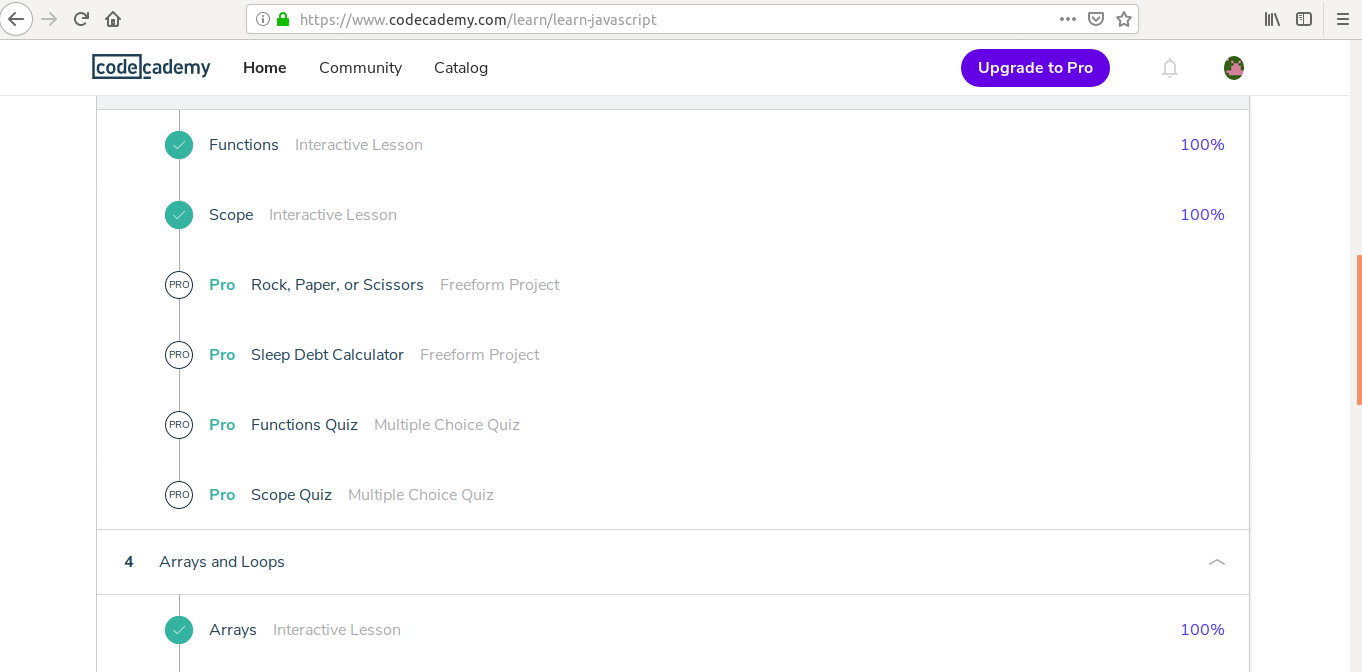 https://www.codecademy.com/learn/learn-javascript
codecademy Home Community Catalog Upgrade to Pro
Functions Interactive Lesson 100%
Scope Interactive Lesson 100%
PRO Pro Rock, Paper, or Scissors Freeform Project
PRO Pro Sleep Debt Calculator Freeform Project
PRO Pro Functions Quiz Multiple Choice Quiz
PRO Pro Scope Quiz Multiple Choice Quiz
4 Arrays and Loops
Arrays Interactive Lesson 100%